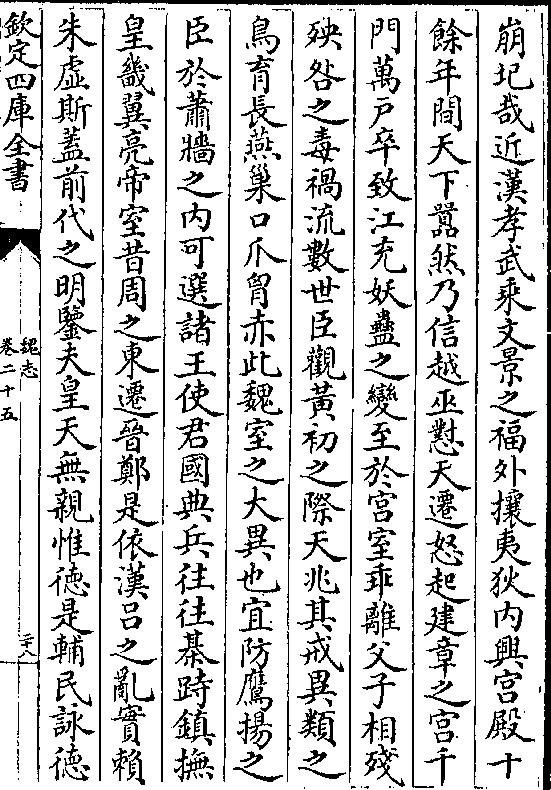 崩圮哉近漢孝武乘文景之福外攘夷狄内興宫殿十
餘年間天下嚣然乃信越巫懟天遷怒起建章之宫千
門萬户卒致江充妖蠱之變至於宫室乖離父子相殘
殃咎之毒禍流數世臣觀黄初之際天兆其戒異類之
鳥育長燕巢口爪胷赤此魏室之大異也宜防鷹揚之
臣於蕭牆之内可選諸王使君國典兵往往棊跱鎮撫
皇畿翼亮帝室昔周之東遷晉鄭是依漢吕之亂實賴
朱虚斯蓋前代之明鑒夫皇天無親惟德是輔民詠德
欽定四庫全書
魏志
卷二十五
二十八